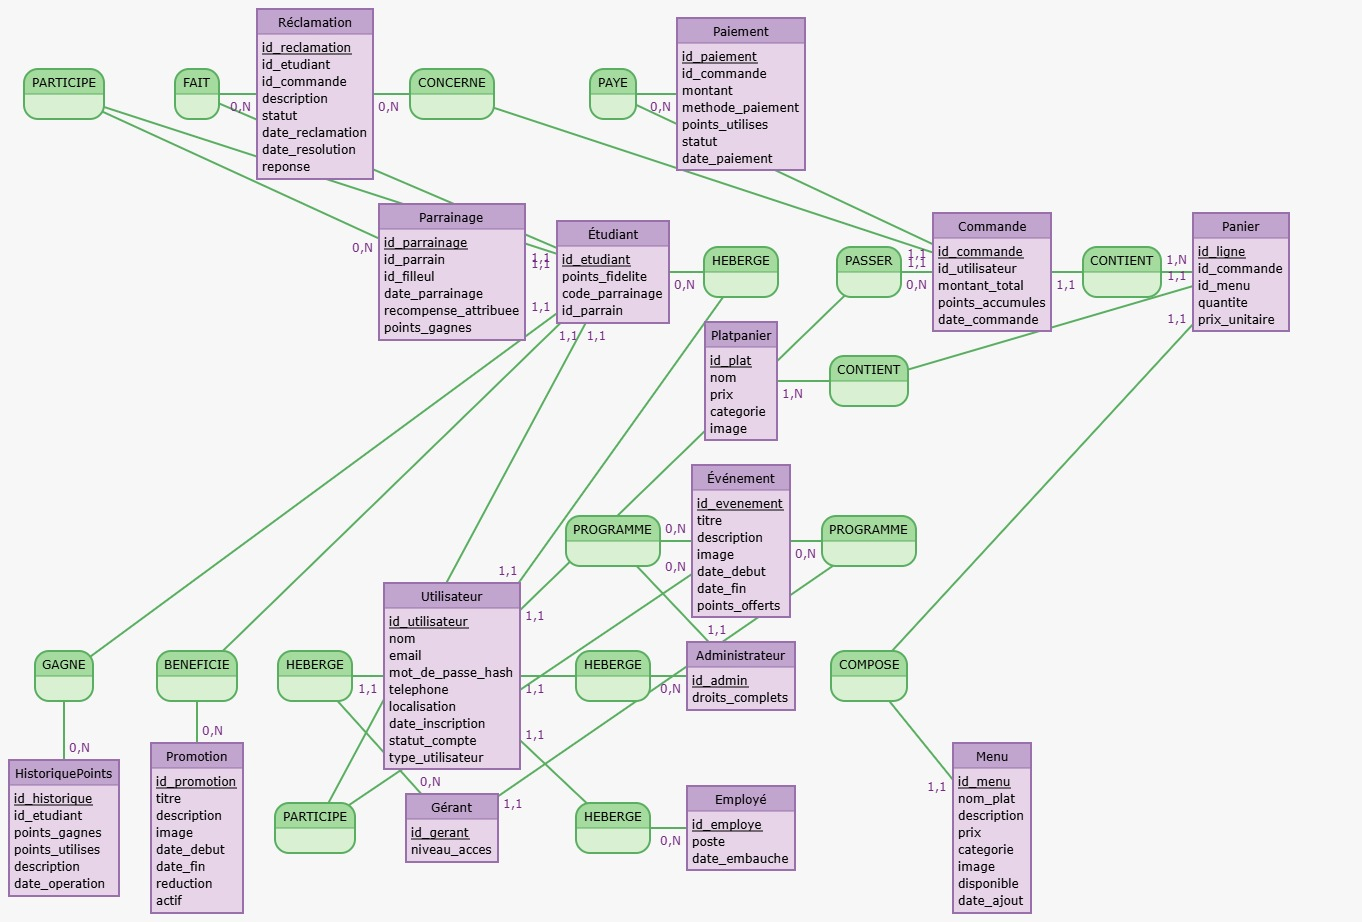 Réclamation
id_reclamation
id_etudiant
id_commande
description
statut
date_reclamation
date_resolution
reponse
Paiement
id_paiement
id_commande
montant
methode_paiement
points_utilises
statut
date_paiement
PARTICIPE
FAIT
0,N
0,N
CONCERNE
PAYE
0,N
Parrainage
id_parrainage
id_parrain
id_filleul
date_parrainage
recompense_attribuee
points_gagnes
0,N
1,1
1,1
1,1
Étudiant
id_etudiant
points_fidelite
code_parrainage
id_parrain
0,N
1,1
1,1
HEBERGE
PASSER
1,1
1,1
0,N
Commande
id_commande
id_utilisateur
montant_total
points_accumules
date_commande
1,1
CONTIENT
1,N
1,1
1,1
Panier
id_ligne
id_commande
id_menu
quantite
prix_unitaire
Platpanier
id_plat
nom
prix
categorie
image
1,N
CONTIENT
Événement
id_evenement
titre
description
image
date_debut
date_fin
points_offerts
PROGRAMME
0,N
0,N
0,N
PROGRAMME
1,1
Utilisateur
id_utilisateur
nom
email
mot_de_passe_hash
telephone
localisation
date_inscription
statut_compte
type_utilisateur
1,1
1,1
1,1
1,1
GAGNE
BENEFICIE
HEBERGE
HEBERGE
0,N
1,1
Administrateur
id_admin
droits_complets
COMPOSE
0,N
HistoriquePoints
id_historique
id_etudiant
points_gagnes
points_utilises
description
date_operation
0,N
Promotion
id_promotion
titre
description
image
date_debut
date_fin
reduction
actif
PARTICIPE
0,N
Gérant
id_gerant
niveau_acces
1,1
HEBERGE
0,N
Employé
id_employe
poste
date_embauche
1,1
Menu
id_menu
nom_plat
description
prix
categorie
image
disponible
date_ajout